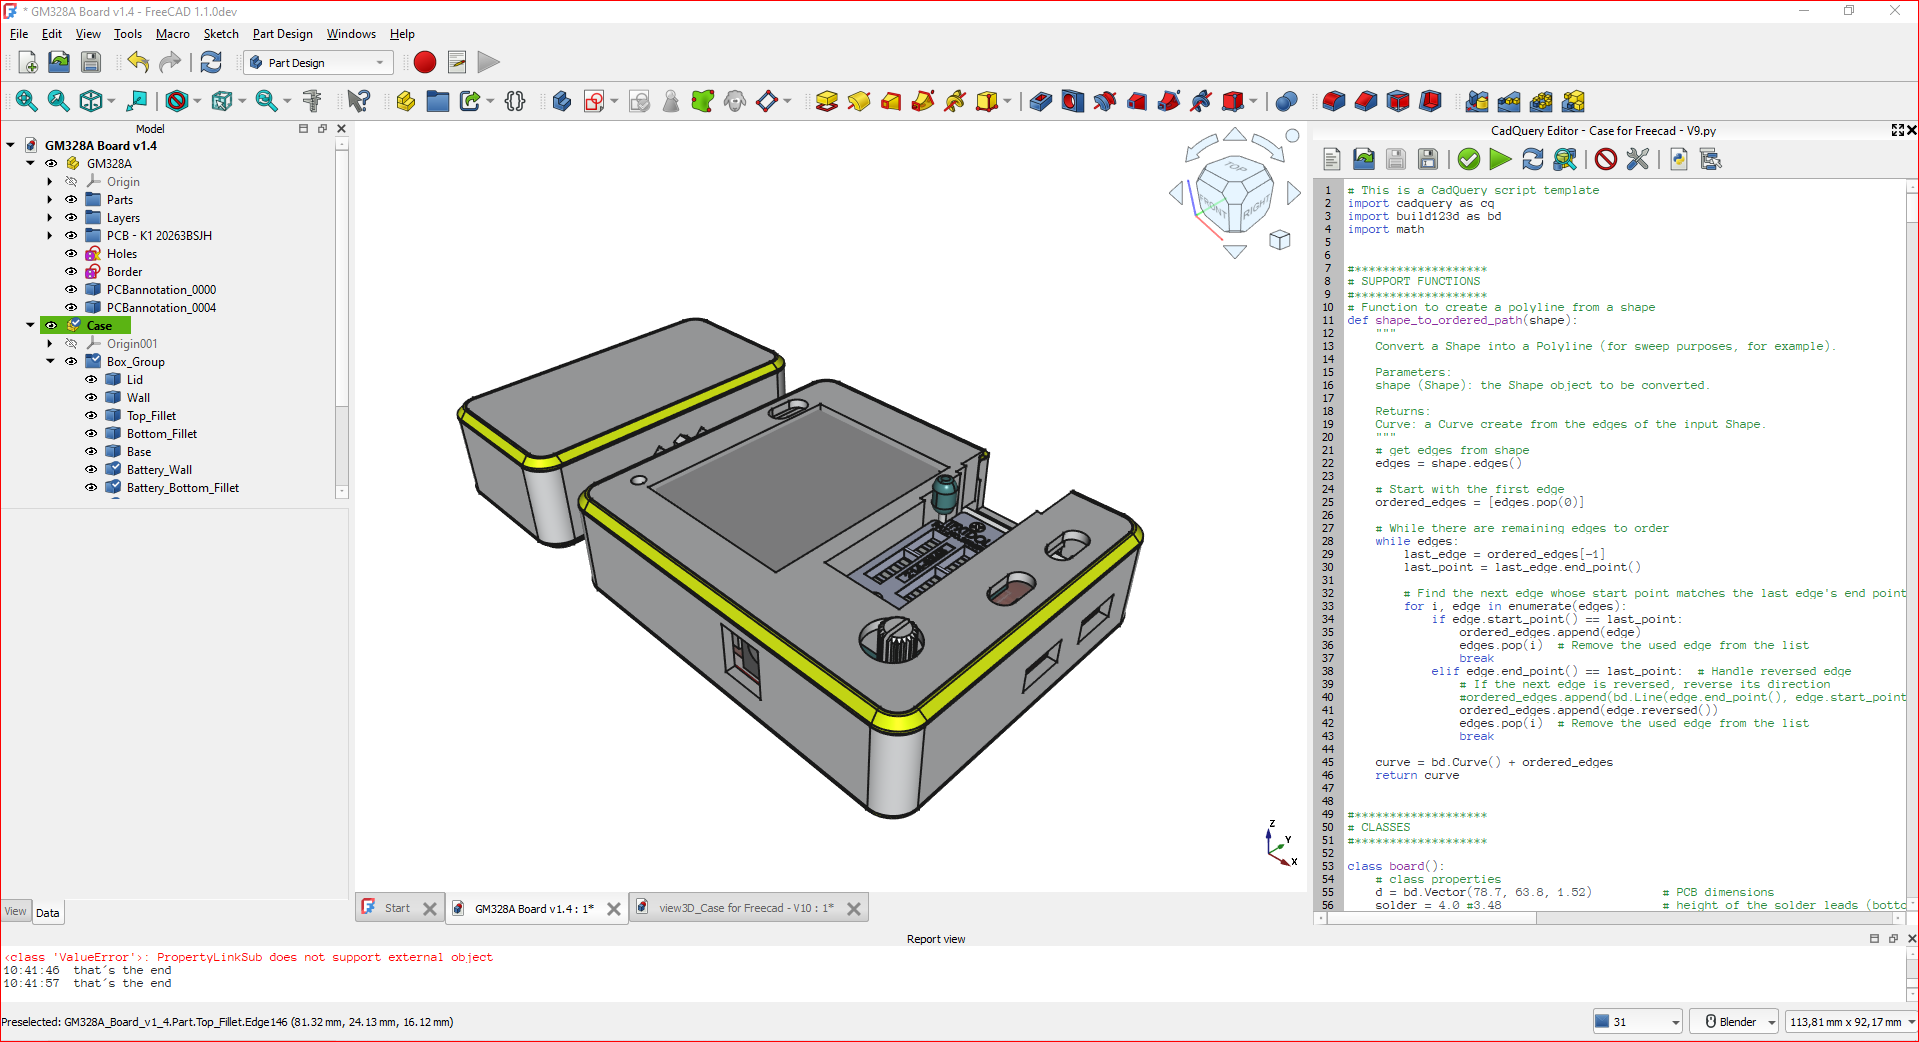 * GM328A Board v1.4 - FreeCAD 1.1.0dev
File Edit View Tools Macro Sketch Part Design Windows Help
Part Design
Model
GM328A Board v1.4
GM328A
Origin
Parts
Layers
PCB - K1 20263BSJH
Holes
Border
PCBannotation_0000
PCBannotation_0004
Case
Origin001
Box_Group
Lid
Wall
Top_Fillet
Bottom_Fillet
Base
Battery_Wall
Battery_Bottom_Fillet
View Data
TOP
FRONT
RIGHT
Z
Y
X
Start
GM328A Board v1.4 : 1*
view3D_Case for Freecad - V10 : 1*
CadQuery Editor - Case for Freecad - V9.py
1 # This is a CadQuery script template
2 import cadquery as cq
3 import build123d as bd
4 import math
5
6
7 #*******************
8 # SUPPORT FUNCTIONS
9 #*******************
10 # Function to create a polyline from a shape
11 def shape_to_ordered_path(shape):
12 """
13 Convert a Shape into a Polyline (for sweep purposes, for example).
14
15 Parameters:
16 shape (Shape): the Shape object to be converted.
17
18 Returns:
19 Curve: a Curve create from the edges of the input Shape.
20 """
21 # get edges from shape
22 edges = shape.edges()
23
24 # Start with the first edge
25 ordered_edges = [edges.pop(0)]
26
27 # While there are remaining edges to order
28 while edges:
29 last_edge = ordered_edges[-1]
30 last_point = last_edge.end_point()
31
32 # Find the next edge whose start point matches the last edge's end point
33 for i, edge in enumerate(edges):
34 if edge.start_point() == last_point:
35 ordered_edges.append(edge)
36 edges.pop(i) # Remove the used edge from the list
37 break
38 elif edge.end_point() == last_point: # Handle reversed edge
39 # If the next edge is reversed, reverse its direction
40 #ordered_edges.append(bd.Line(edge.end_point(), edge.start_point
41 ordered_edges.append(edge.reversed())
42 edges.pop(i) # Remove the used edge from the list
43 break
44
45 curve = bd.Curve() + ordered_edges
46 return curve
47
48
49 #*******************
50 # CLASSES
51 #*******************
52
53 class board():
54 # class properties
55 d = bd.Vector(78.7, 63.8, 1.52) # PCB dimensions
56 solder = 4.0 #3.48 # height of the solder leads (botto
Report view
<class 'ValueError'>: PropertyLinkSub does not support external object
10:41:46 that´s the end
10:41:57 that´s the end
Preselected: GM328A_Board_v1_4.Part.Top_Fillet.Edge146 (81.32 mm, 24.13 mm, 16.12 mm)
31
Blender
113,81 mm x 92,17 mm